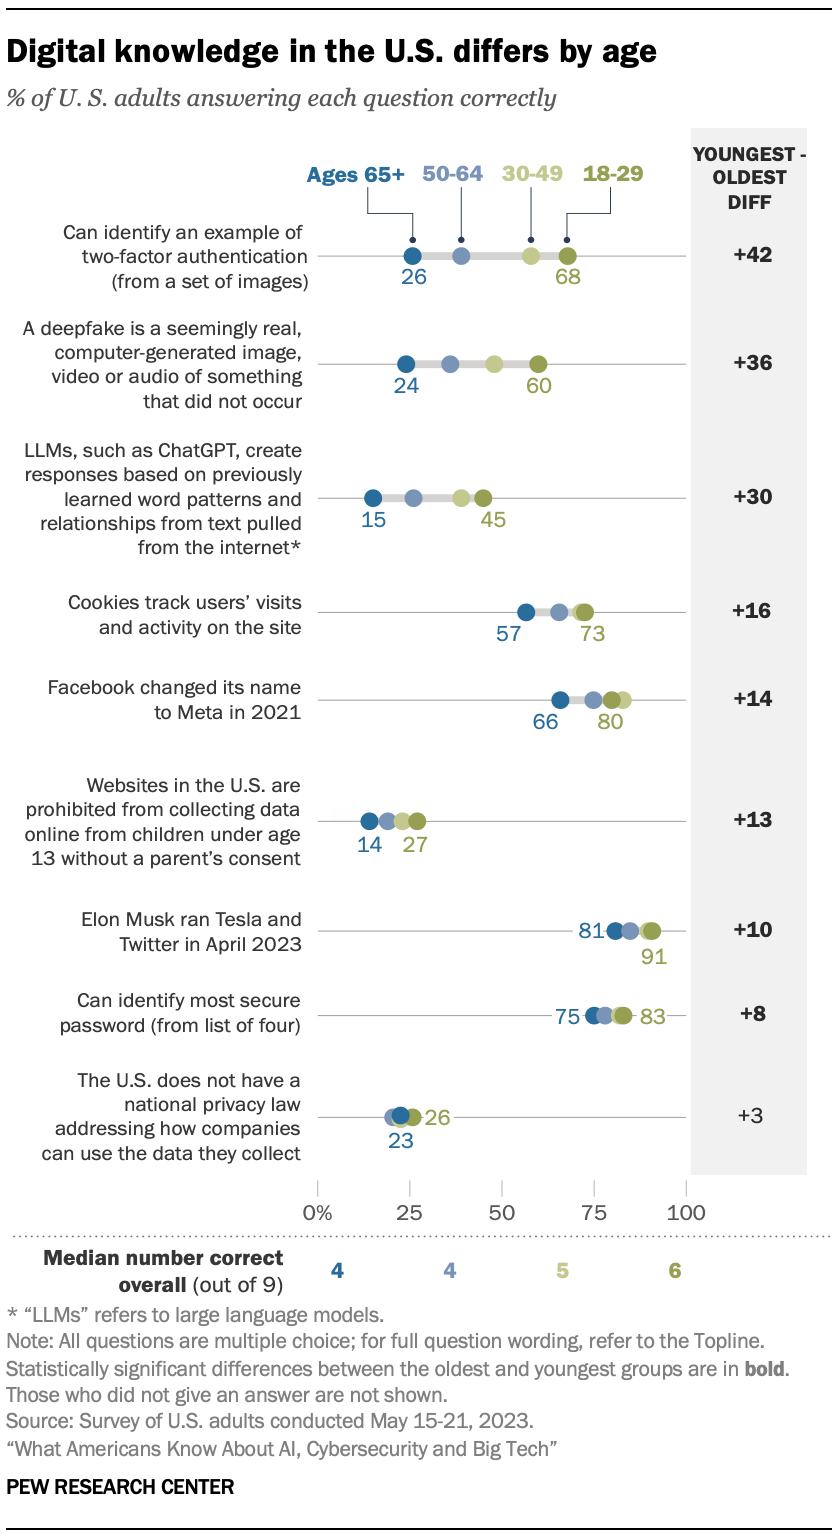 Digital knowledge in the U.S. differs by age
% of U. S. adults answering each question correctly
YOUNGEST -
OLDEST
DIFF
Ages 65+ 50-64 30-49 18-29
Can identify an example of
two-factor authentication
(from a set of images)
26 68
+42
A deepfake is a seemingly real,
computer-generated image,
video or audio of something
that did not occur
24 60
+36
LLMs, such as ChatGPT, create
responses based on previously
learned word patterns and
relationships from text pulled
from the internet*
15 45
+30
Cookies track users’ visits
and activity on the site
57 73
+16
Facebook changed its name
to Meta in 2021
66 80
+14
Websites in the U.S. are
prohibited from collecting data
online from children under age
13 without a parent’s consent
14 27
+13
Elon Musk ran Tesla and
Twitter in April 2023
81
91
+10
Can identify most secure
password (from list of four)
75 83
+8
The U.S. does not have a
national privacy law
addressing how companies
can use the data they collect
26
23
+3
0% 25 50 75 100
Median number correct
overall (out of 9)
4 4 5 6
* “LLMs” refers to large language models.
Note: All questions are multiple choice; for full question wording, refer to the Topline.
Statistically significant differences between the oldest and youngest groups are in bold.
Those who did not give an answer are not shown.
Source: Survey of U.S. adults conducted May 15-21, 2023.
“What Americans Know About AI, Cybersecurity and Big Tech”
PEW RESEARCH CENTER